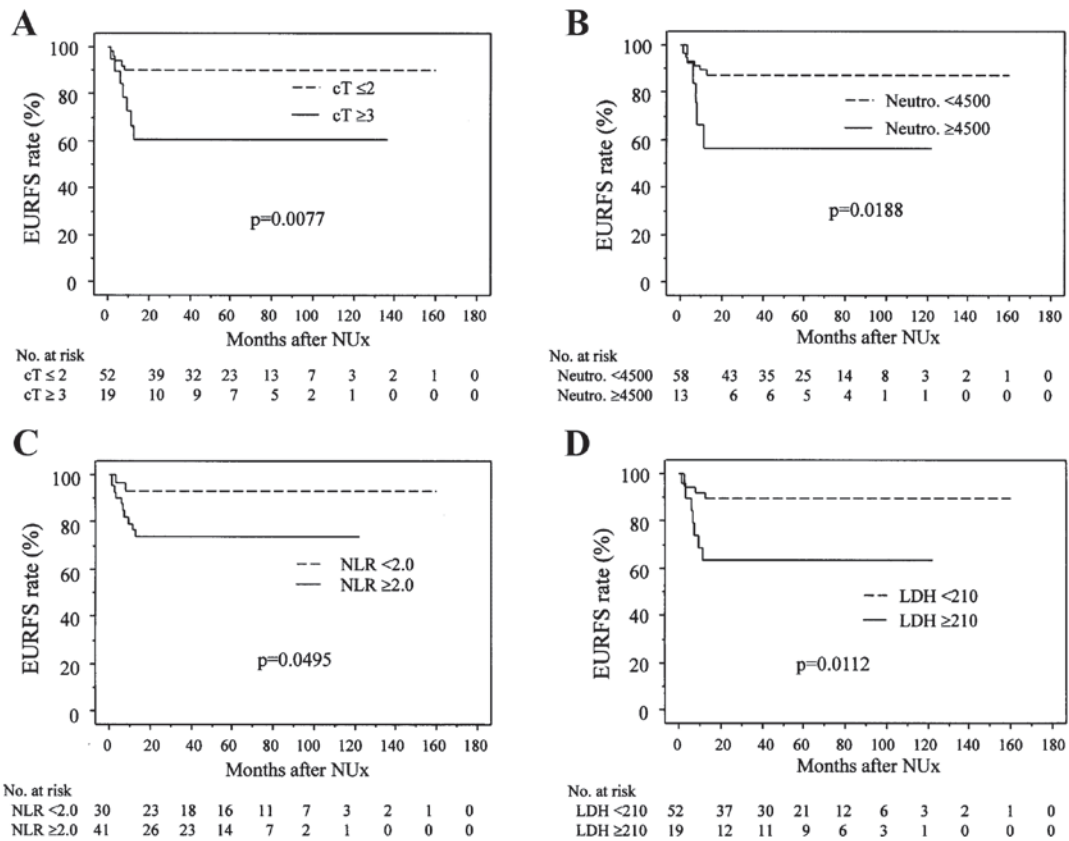 A
EURFS rate (%)
100
80
60
40
20
0
cT ≤2
cT ≥3
p=0.0077
0 20 40 60 80 100 120 140 160 180
Months after NUx
No. at risk
cT ≤ 2 52 39 32 23 13 7 3 2 1 0
cT ≥ 3 19 10 9 7 5 2 1 0 0 0
B
EURFS rate (%)
100
80
60
40
20
0
Neutro. <4500
Neutro. ≥4500
p=0.0188
0 20 40 60 80 100 120 140 160 180
Months after NUx
No. at risk
Neutro. <4500 58 43 35 25 14 8 3 2 1 0
Neutro. ≥4500 13 6 6 5 4 1 1 0 0 0
C
EURFS rate (%)
100
80
60
40
20
0
NLR <2.0
NLR ≥2.0
p=0.0495
0 20 40 60 80 100 120 140 160 180
Months after NUx
No. at risk
NLR <2.0 30 23 18 16 11 7 3 2 1 0
NLR ≥2.0 41 26 23 14 7 2 1 0 0 0
D
EURFS rate (%)
100
80
60
40
20
0
LDH <210
LDH ≥210
p=0.0112
0 20 40 60 80 100 120 140 160 180
Months after NUx
No. at risk
LDH <210 52 37 30 21 12 6 3 2 1 0
LDH ≥210 19 12 11 9 6 3 1 0 0 0